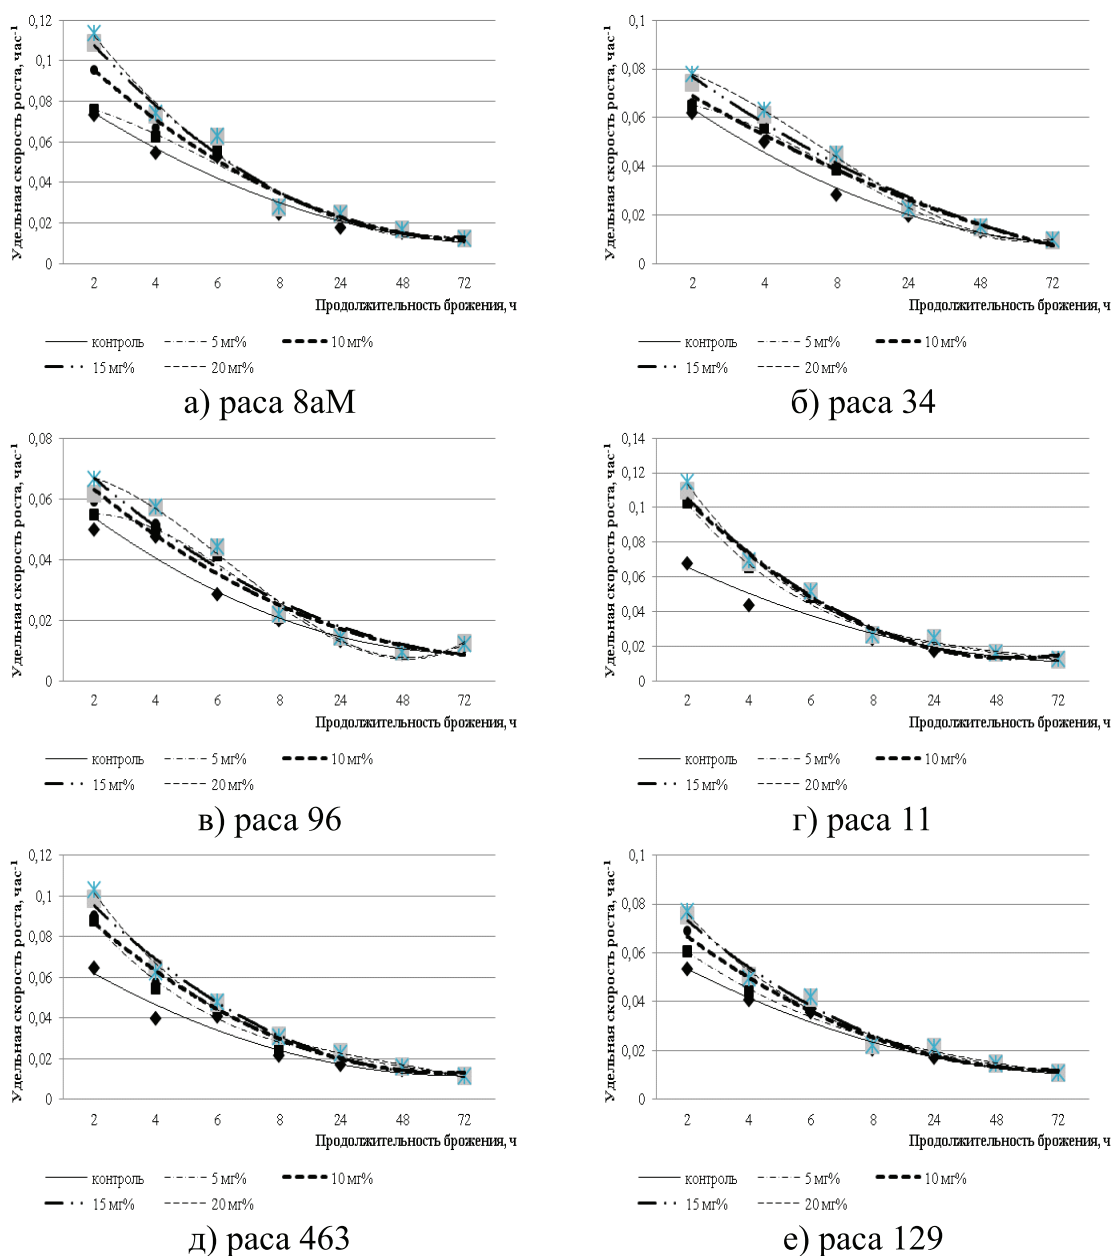 Удельная скорость роста, час⁻¹
0,12
0,1
0,08
0,06
0,04
0,02
0
2 4 6 8 24 48 72
Продолжительность брожения, ч
контроль 5 мг% 10 мг%
15 мг% 20 мг%
а) раса 8аМ
Удельная скорость роста, час⁻¹
0,1
0,08
0,06
0,04
0,02
0
2 4 8 24 48 72
Продолжительность брожения, ч
контроль 5 мг% 10 мг%
15 мг% 20 мг%
б) раса 34
Удельная скорость роста, час⁻¹
0,08
0,06
0,04
0,02
0
2 4 6 8 24 48 72
Продолжительность брожения, ч
контроль 5 мг% 10 мг%
15 мг% 20 мг%
в) раса 96
Удельная скорость роста, час⁻¹
0,14
0,12
0,1
0,08
0,06
0,04
0,02
0
2 4 6 8 24 48 72
Продолжительность брожения, ч
контроль 5 мг% 10 мг%
15 мг% 20 мг%
г) раса 11
Удельная скорость роста, час⁻¹
0,12
0,1
0,08
0,06
0,04
0,02
0
2 4 6 8 24 48 72
Продолжительность брожения, ч
контроль 5 мг% 10 мг%
15 мг% 20 мг%
д) раса 463
Удельная скорость роста, час⁻¹
0,1
0,08
0,06
0,04
0,02
0
2 4 6 8 24 48 72
Продолжительность брожения, ч
контроль 5 мг% 10 мг%
15 мг% 20 мг%
е) раса 129